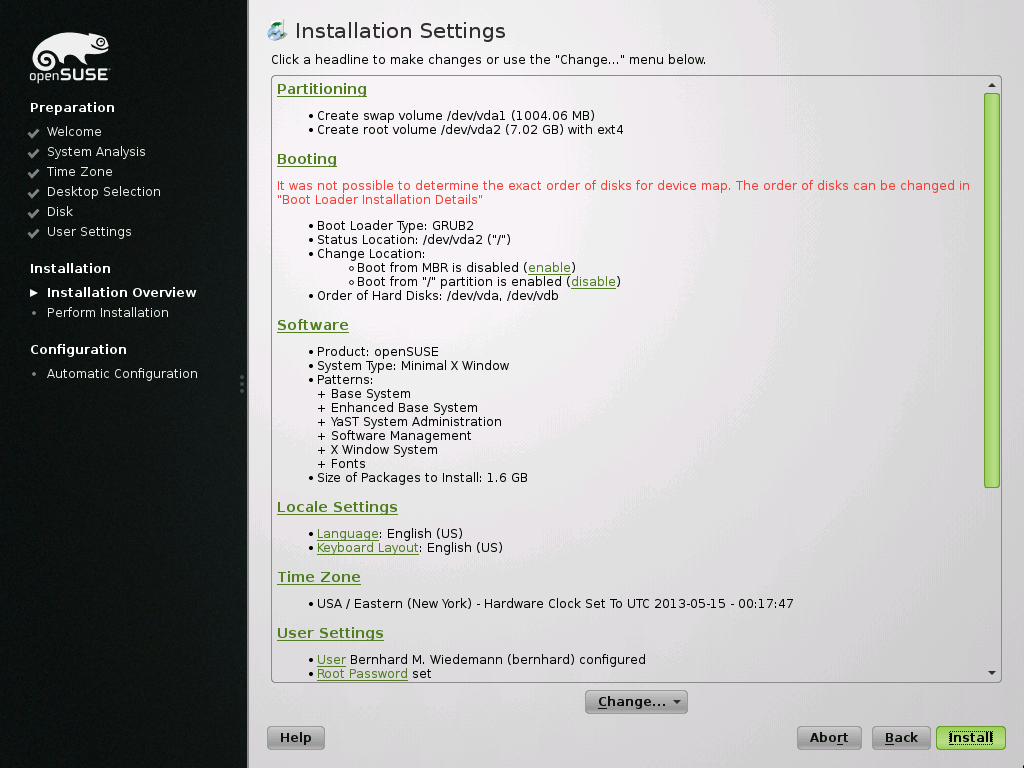 openSUSE
Preparation
Welcome
System Analysis
Time Zone
Desktop Selection
Disk
User Settings
Installation
Installation Overview
Perform Installation
Configuration
Automatic Configuration
Installation Settings
Click a headline to make changes or use the "Change..." menu below.
Partitioning
• Create swap volume /dev/vda1 (1004.06 MB)
• Create root volume /dev/vda2 (7.02 GB) with ext4
Booting
It was not possible to determine the exact order of disks for device map. The order of disks can be changed in
"Boot Loader Installation Details"
• Boot Loader Type: GRUB2
• Status Location: /dev/vda2 ("/")
• Change Location:
◦ Boot from MBR is disabled (enable)
◦ Boot from "/" partition is enabled (disable)
• Order of Hard Disks: /dev/vda, /dev/vdb
Software
• Product: openSUSE
• System Type: Minimal X Window
• Patterns:
+ Base System
+ Enhanced Base System
+ YaST System Administration
+ Software Management
+ X Window System
+ Fonts
• Size of Packages to Install: 1.6 GB
Locale Settings
• Language: English (US)
• Keyboard Layout: English (US)
Time Zone
• USA / Eastern (New York) - Hardware Clock Set To UTC 2013-05-15 - 00:17:47
User Settings
• User Bernhard M. Wiedemann (bernhard) configured
• Root Password set
Change...
Help
Abort
Back
Install